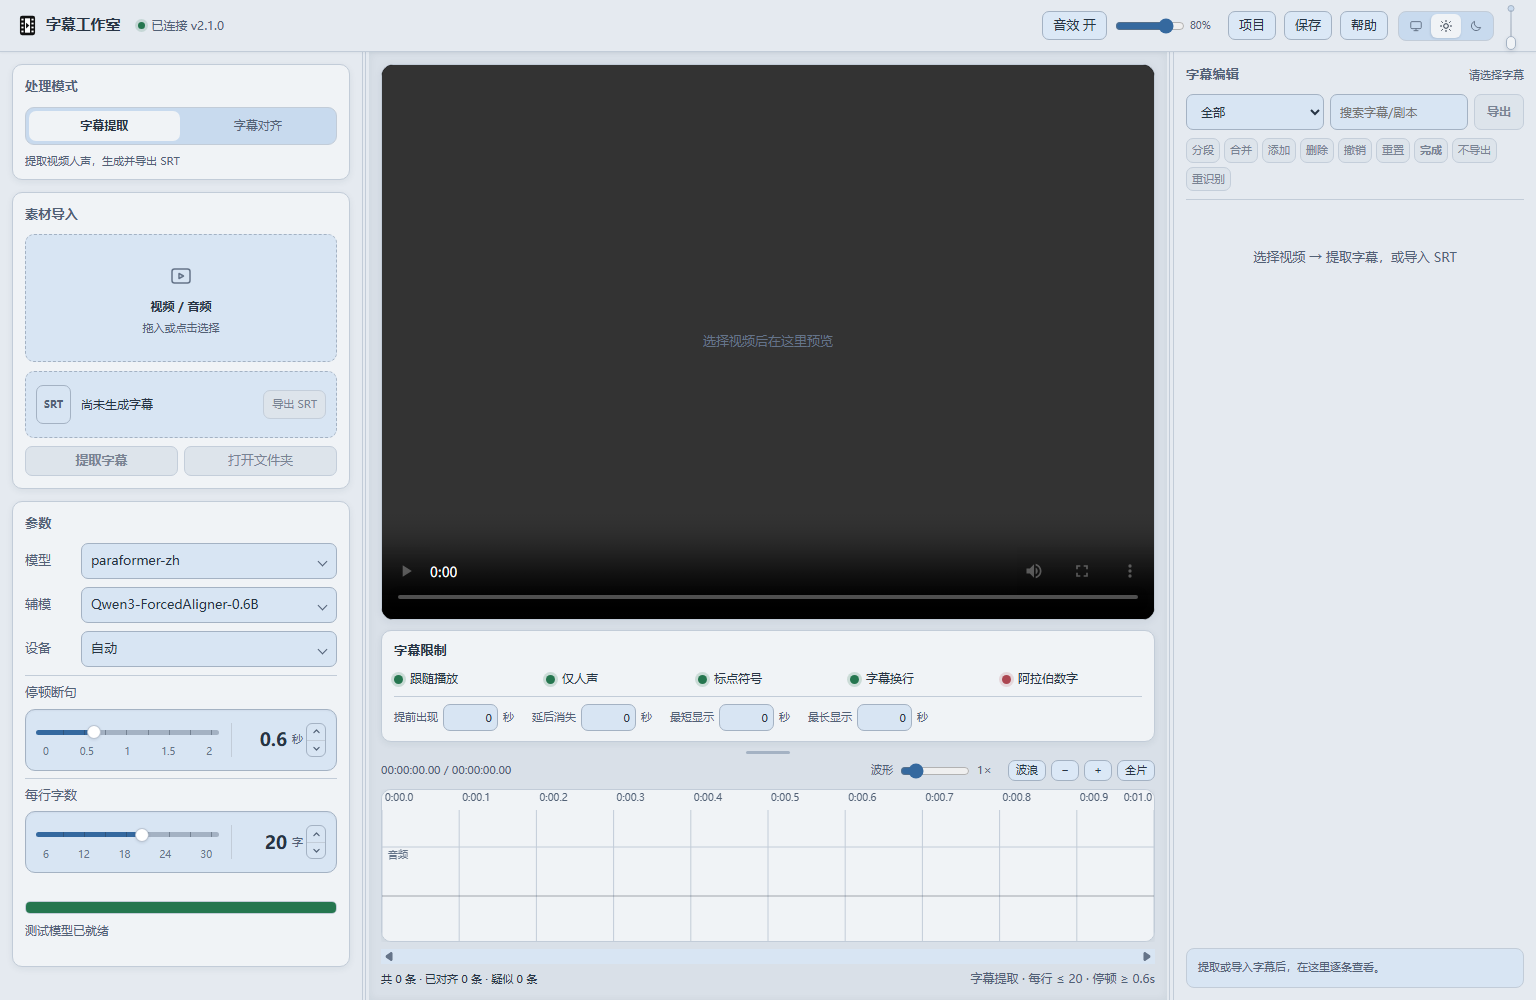 字幕工作室
已连接 v2.1.0
音效 开
80%
项目
保存
帮助
处理模式
字幕提取
字幕对齐
提取视频人声，生成并导出 SRT
素材导入
视频 / 音频
拖入或点击选择
SRT
尚未生成字幕
导出 SRT
提取字幕
打开文件夹
参数
模型
paraformer-zh
辅模
Qwen3-ForcedAligner-0.6B
设备
自动
停顿断句
0 0.5 1 1.5 2
0.6 秒
每行字数
6 12 18 24 30
20 字
测试模型已就绪
选择视频后在这里预览
0:00
字幕限制
跟随播放
仅人声
标点符号
字幕换行
阿拉伯数字
提前出现 0 秒
延后消失 0 秒
最短显示 0 秒
最长显示 0 秒
00:00:00.00 / 00:00:00.00
波形
1×
波浪
−
+
全片
0:00.0 0:00.1 0:00.2 0:00.3 0:00.4 0:00.5 0:00.6 0:00.7 0:00.8 0:00.9 0:01.0
音频
共 0 条 · 已对齐 0 条 · 疑似 0 条
字幕提取 · 每行 ≤ 20 · 停顿 ≥ 0.6s
字幕编辑
请选择字幕
全部
搜索字幕/剧本
导出
分段
合并
添加
删除
撤销
重置
完成
不导出
重识别
选择视频 → 提取字幕，或导入 SRT
提取或导入字幕后，在这里逐条查看。